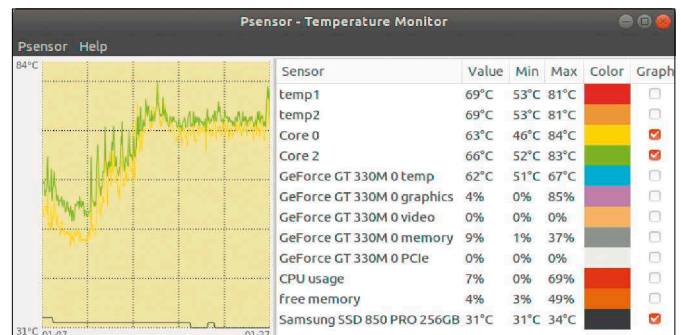 Psensor - Temperature Monitor
Psensor Help
84°C
Sensor Value Min Max Color Graph
temp1 69°C 53°C 81°C
temp2 69°C 53°C 81°C
Core 0 63°C 46°C 84°C
Core 2 66°C 52°C 83°C
GeForce GT 330M 0 temp 62°C 51°C 67°C
GeForce GT 330M 0 graphics 4% 0% 85%
GeForce GT 330M 0 video 0% 0% 0%
GeForce GT 330M 0 memory 9% 1% 37%
GeForce GT 330M 0 PCIe 0% 0% 0%
CPU usage 7% 0% 69%
free memory 4% 3% 49%
Samsung SSD 850 PRO 256GB 31°C 31°C 34°C
31°C 01:07 01:27